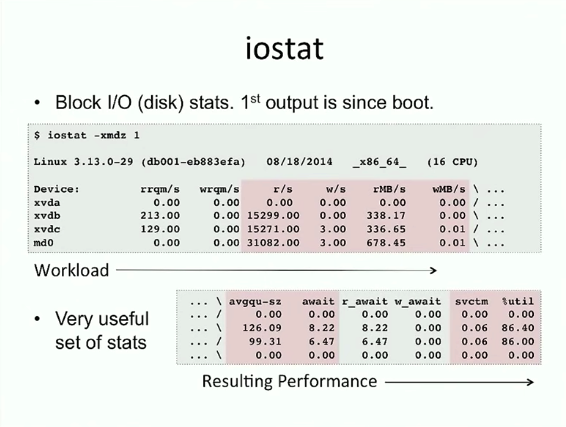 iostat
• Block I/O (disk) stats. 1st output is since boot.
$ iostat -xmdz 1
Linux 3.13.0-29 (db001-eb883efa) 08/18/2014 _x86_64_ (16 CPU)
Device: rrqm/s wrqm/s r/s w/s rMB/s wMB/s \ ...
xvda 0.00 0.00 0.00 0.00 0.00 0.00 / ...
xvdb 213.00 0.00 15299.00 0.00 338.17 0.00 \ ...
xvdc 129.00 0.00 15271.00 3.00 336.65 0.01 / ...
md0 0.00 0.00 31082.00 3.00 678.45 0.01 \ ...
Workload
• Very useful
set of stats
... \ avgqu-sz await r_await w_await svctm %util
... / 0.00 0.00 0.00 0.00 0.00 0.00
... \ 126.09 8.22 8.22 0.00 0.06 86.40
... / 99.31 6.47 6.47 0.00 0.06 86.00
... \ 0.00 0.00 0.00 0.00 0.00 0.00
Resulting Performance